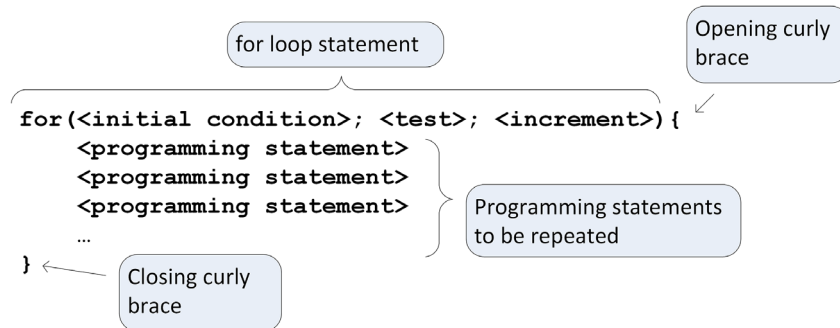 for loop statement
Opening curly
brace
for(<initial condition>; <test>; <increment>){
<programming statement>
<programming statement>
<programming statement>
…
Programming statements
to be repeated
}
Closing curly
brace